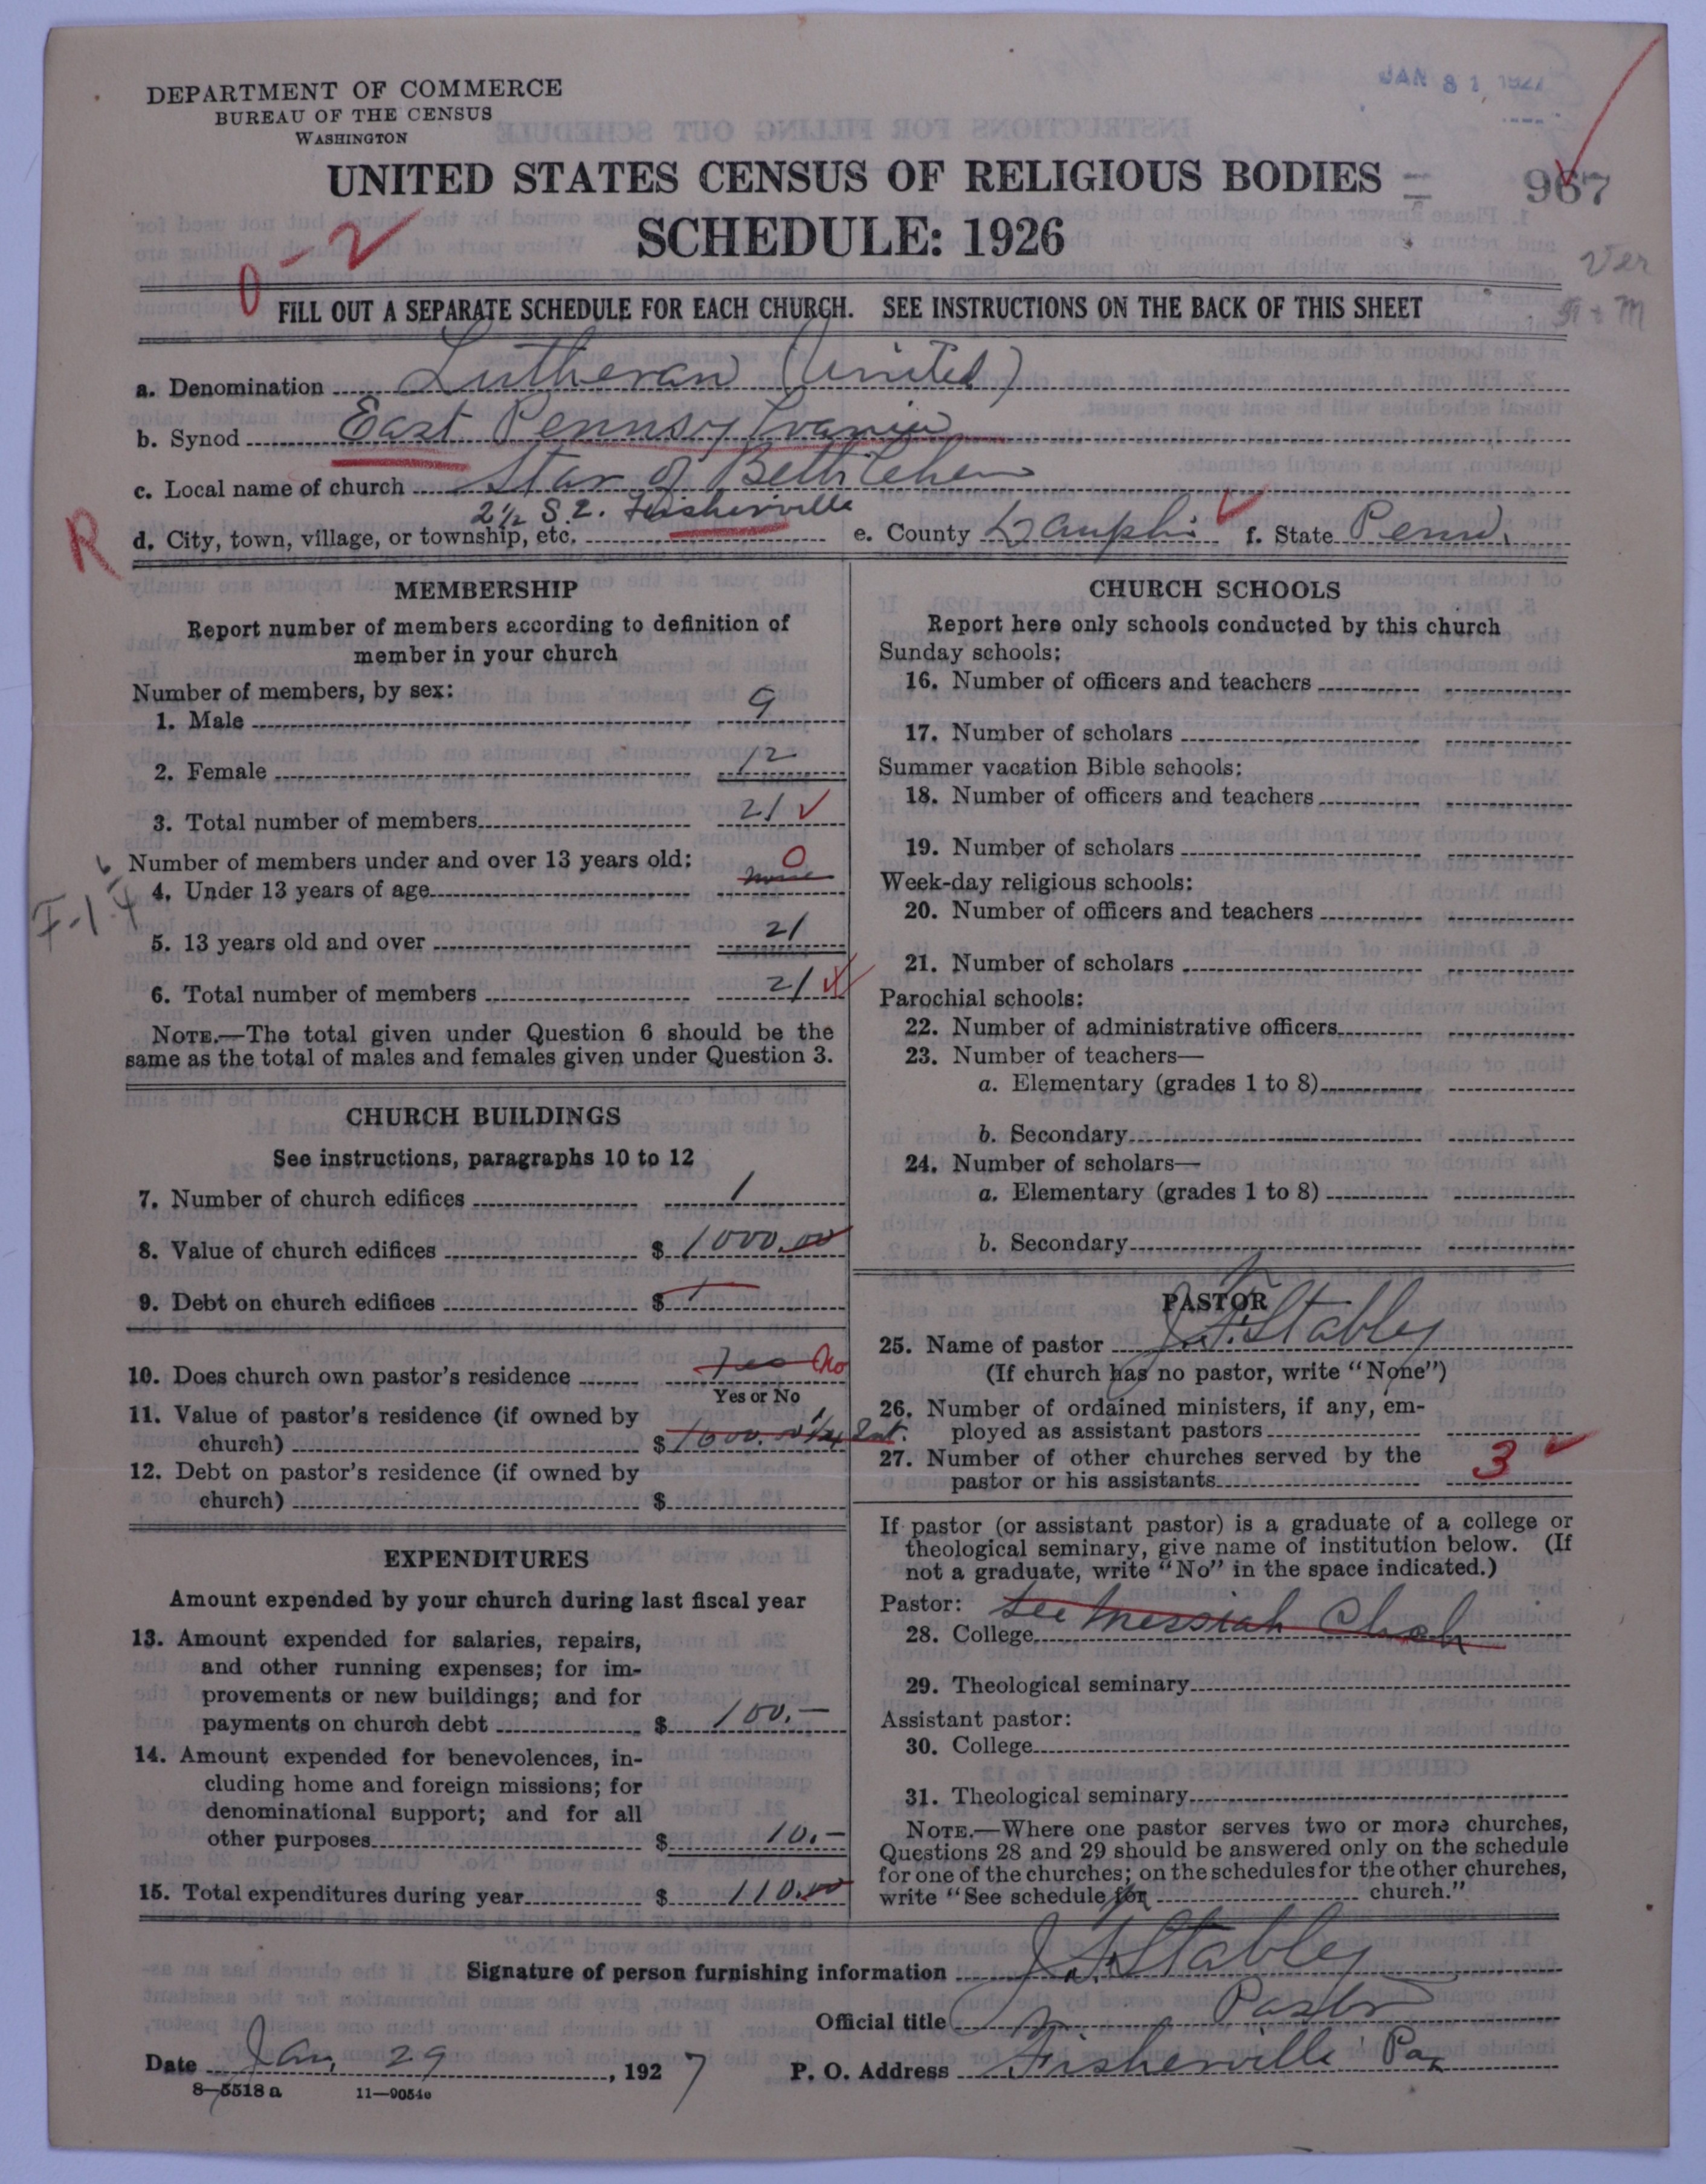 JAN 31 1927
DEPARTMENT OF COMMERCE
BUREAU OF THE CENSUS
WASHINGTON
UNITED STATES CENSUS OF RELIGIOUS BODIES
967
SCHEDULE: 1926
2
0
Ver
FILL OUT A SEPARATE SCHEDULE FOR EACH CHURCH. SEE INSTRUCTIONS ON THE BACK OF THIS SHEET
a. Denomination Lutheran (United)
b. Synod East Pennsylvania
c. Local name of church Star of Bethlehem
R
d. City, town, village, or township, etc. 2½ S.E. Fisherville e. County Dauphin f. State Penn.
MEMBERSHIP
Report number of members according to definition of
member in your church
Number of members, by sex:
1. Male 9
2. Female 12
3. Total number of members 21
Number of members under and over 13 years old:
4. Under 13 years of age none 0
5. 13 years old and over 21
6. Total number of members 21
NOTE.—The total given under Question 6 should be the
same as the total of males and females given under Question 3.
CHURCH BUILDINGS
See instructions, paragraphs 10 to 12
7. Number of church edifices 1
8. Value of church edifices $ 1000.00
9. Debt on church edifices $
10. Does church own pastor's residence Yes No
Yes or No
11. Value of pastor's residence (if owned by
church) $ 1000.00 1/4 Int.
12. Debt on pastor's residence (if owned by
church) $
EXPENDITURES
Amount expended by your church during last fiscal year
13. Amount expended for salaries, repairs,
and other running expenses; for im-
provements or new buildings; and for
payments on church debt $ 100.—
14. Amount expended for benevolences, in-
cluding home and foreign missions; for
denominational support; and for all
other purposes $ 10.—
15. Total expenditures during year $ 110.00
CHURCH SCHOOLS
Report here only schools conducted by this church
Sunday schools:
16. Number of officers and teachers
17. Number of scholars
Summer vacation Bible schools:
18. Number of officers and teachers
19. Number of scholars
Week-day religious schools:
20. Number of officers and teachers
21. Number of scholars
Parochial schools:
22. Number of administrative officers
23. Number of teachers—
a. Elementary (grades 1 to 8)
b. Secondary
24. Number of scholars—
a. Elementary (grades 1 to 8)
b. Secondary
PASTOR
25. Name of pastor J. F. Stabley
(If church has no pastor, write "None")
26. Number of ordained ministers, if any, em-
ployed as assistant pastors
27. Number of other churches served by the
pastor or his assistants 3
If pastor (or assistant pastor) is a graduate of a college or
theological seminary, give name of institution below. (If
not a graduate, write "No" in the space indicated.)
Pastor: See Messiah
28. College
29. Theological seminary
Assistant pastor:
30. College
31. Theological seminary
NOTE.—Where one pastor serves two or more churches,
Questions 28 and 29 should be answered only on the schedule
for one of the churches; on the schedules for the other churches,
write "See schedule for church."
Signature of person furnishing information J. F. Stabley
Official title Pastor
Date Jan. 29, 1927 P. O. Address Fisherville Pa.
8—5518 a 11—9054c